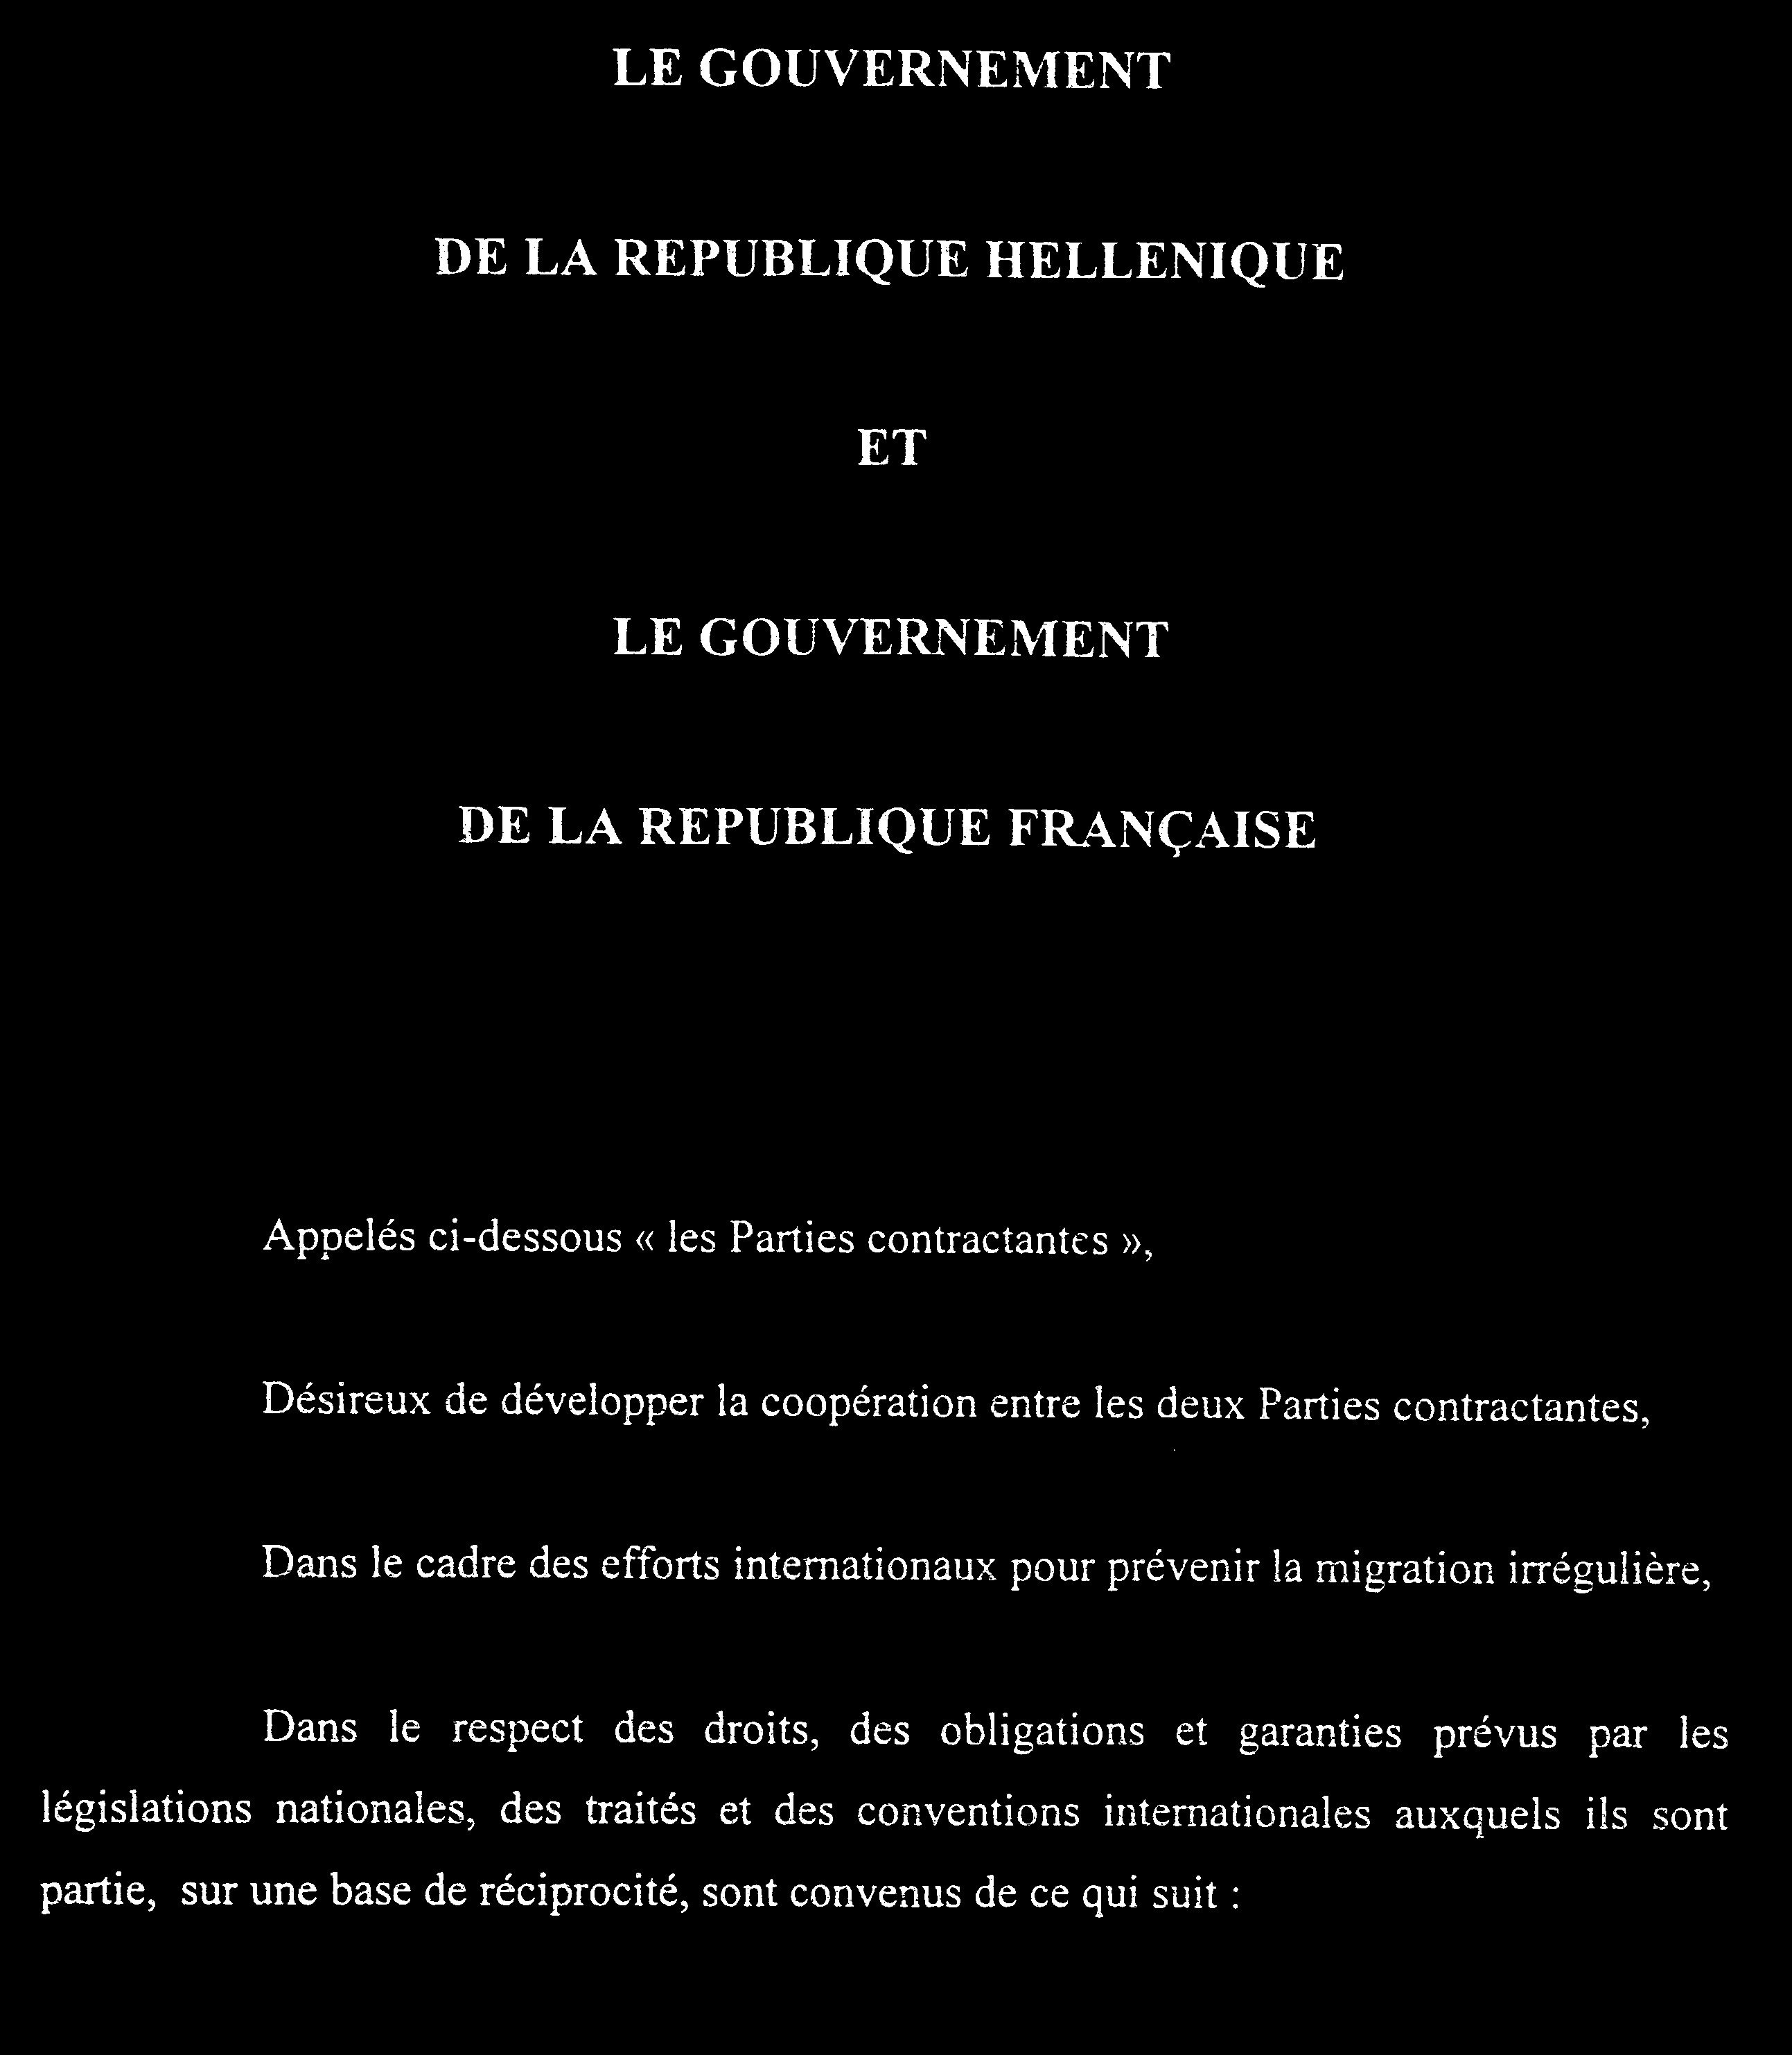 LE GOUVERNEMENT
DE LA REPUBLIQUE HELLENIQUE
ET
LE GOUVERNEMENT
DE LA REPUBLIQUE FRANÇAISE
Appelés ci-dessous « les Parties contractantes »,
Désireux de développer la coopération entre les deux Parties contractantes,
Dans le cadre des efforts internationaux pour prévenir la migration irrégulière,
Dans le respect des droits, des obligations et garanties prévus par les
législations nationales, des traités et des conventions internationales auxquels ils sont
partie, sur une base de réciprocité, sont convenus de ce qui suit :